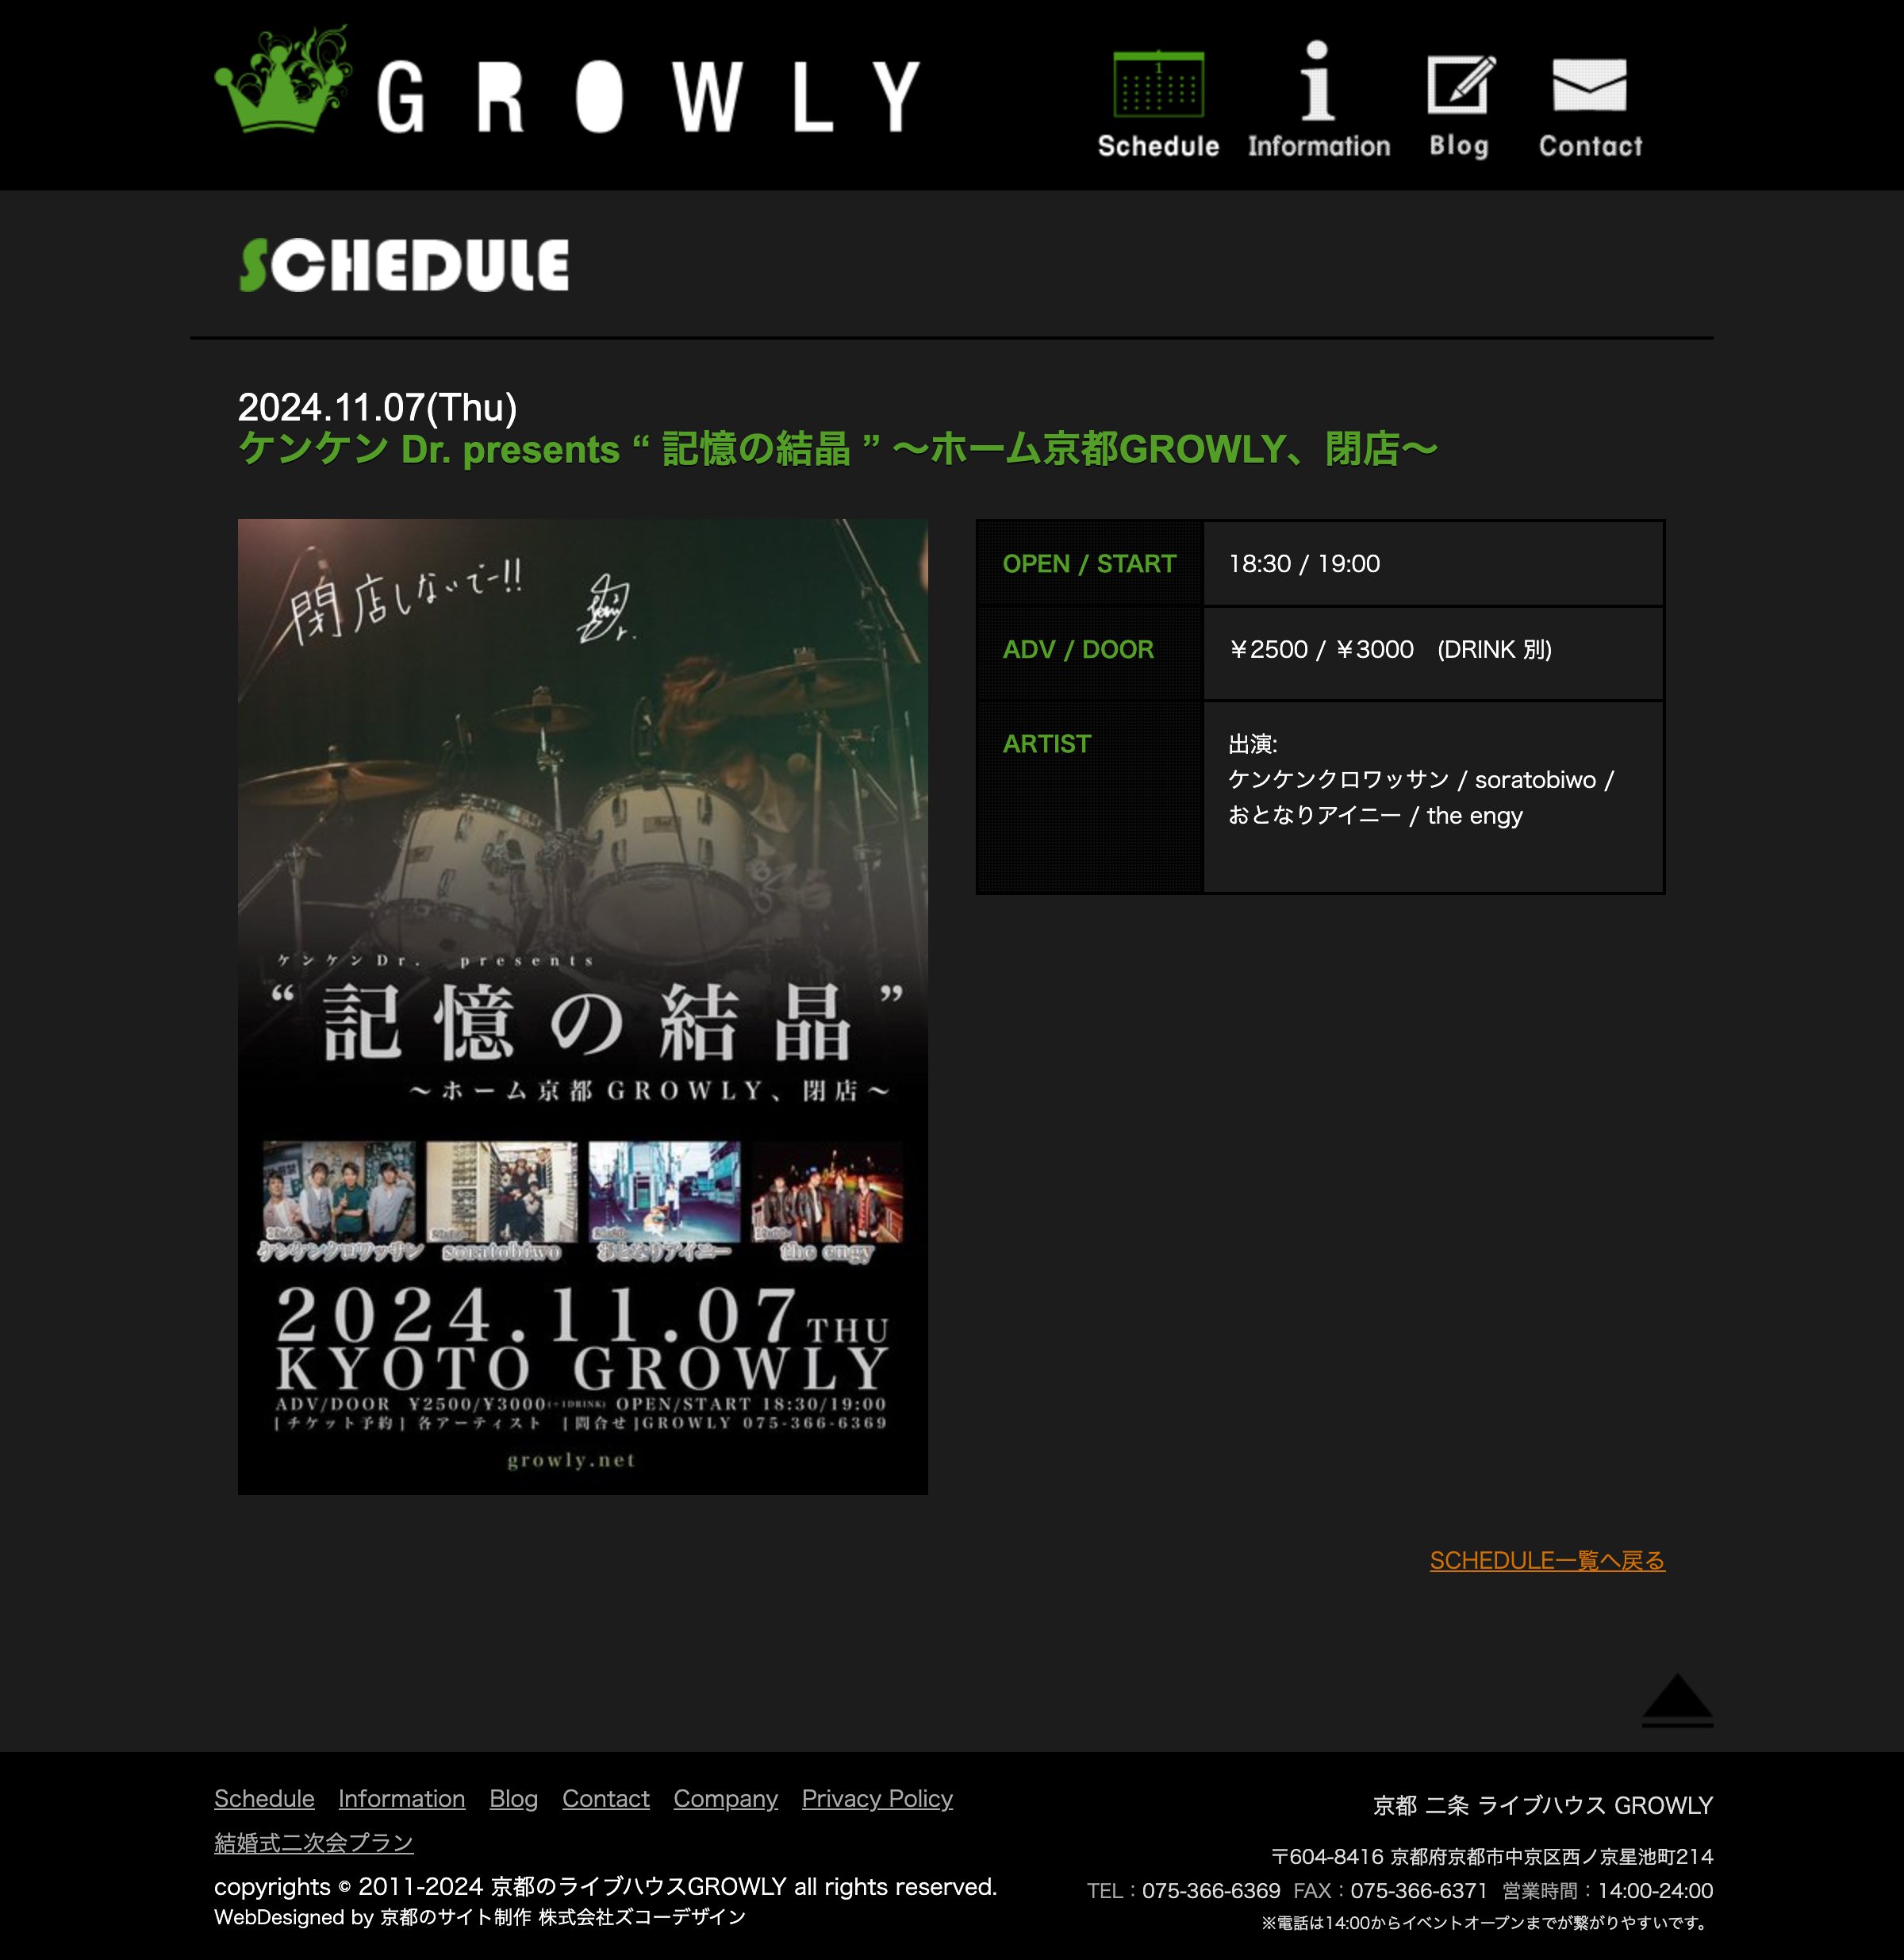 GROWLY
Schedule
Information
Blog
Contact
SCHEDULE
2024.11.07(Thu)
ケンケン Dr. presents “ 記憶の結晶 ” 〜ホーム京都GROWLY、閉店〜
閉店しないでー!!
ケンケンDr. presents
“記憶の結晶”
〜ホーム京都GROWLY、閉店〜
ケンケンクロワッサン
soratobiwo
おとなりアイニー
the engy
2024.11.07THU
KYOTO GROWLY
ADV/DOOR ¥2500/¥3000(+1DRINK) OPEN/START 18:30/19:00
[チケット予約] 各アーティスト [問合せ]GROWLY 075-366-6369
growly.net
OPEN / START
18:30 / 19:00
ADV / DOOR
￥2500 / ￥3000　(DRINK 別)
ARTIST
出演:
ケンケンクロワッサン / soratobiwo /
おとなりアイニー / the engy
SCHEDULE一覧へ戻る
Schedule Information Blog Contact Company Privacy Policy
結婚式二次会プラン
copyrights © 2011-2024 京都のライブハウスGROWLY all rights reserved.
WebDesigned by 京都のサイト制作 株式会社ズコーデザイン
京都 二条 ライブハウス GROWLY
〒604-8416 京都府京都市中京区西ノ京星池町214
TEL：075-366-6369 FAX：075-366-6371 営業時間：14:00-24:00
※電話は14:00からイベントオープンまでが繋がりやすいです。